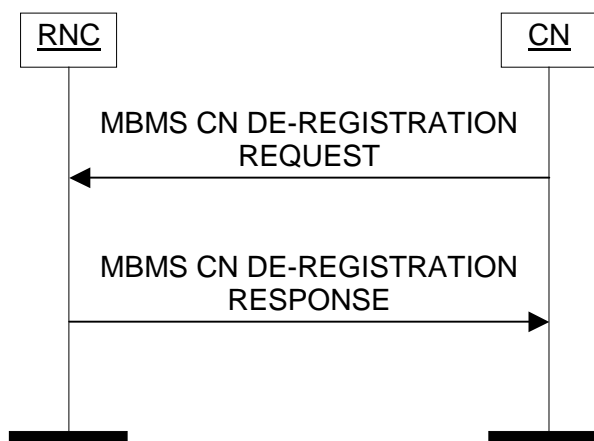 RNC
CN
MBMS CN DE-REGISTRATION
REQUEST
MBMS CN DE-REGISTRATION
RESPONSE